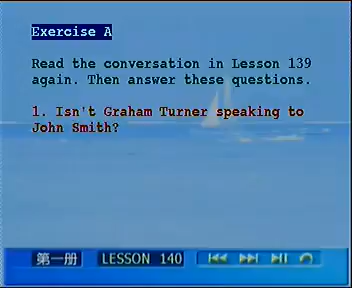 Exercise A
Read the conversation in Lesson 139
again. Then answer these questions.
1. Isn't Graham Turner speaking to
John Smith?
第一册 LESSON 140